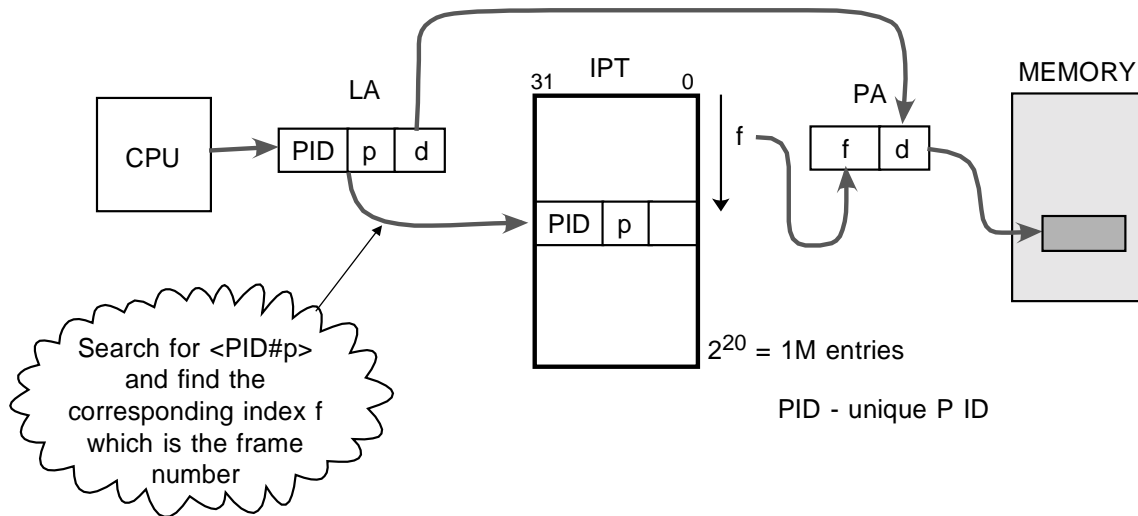 IPT
31 0
MEMORY
LA
PA
CPU
PID p d
f
f d
PID p
Search for <PID#p>
and find the
corresponding index f
which is the frame
number
2^20 = 1M entries
PID - unique P ID